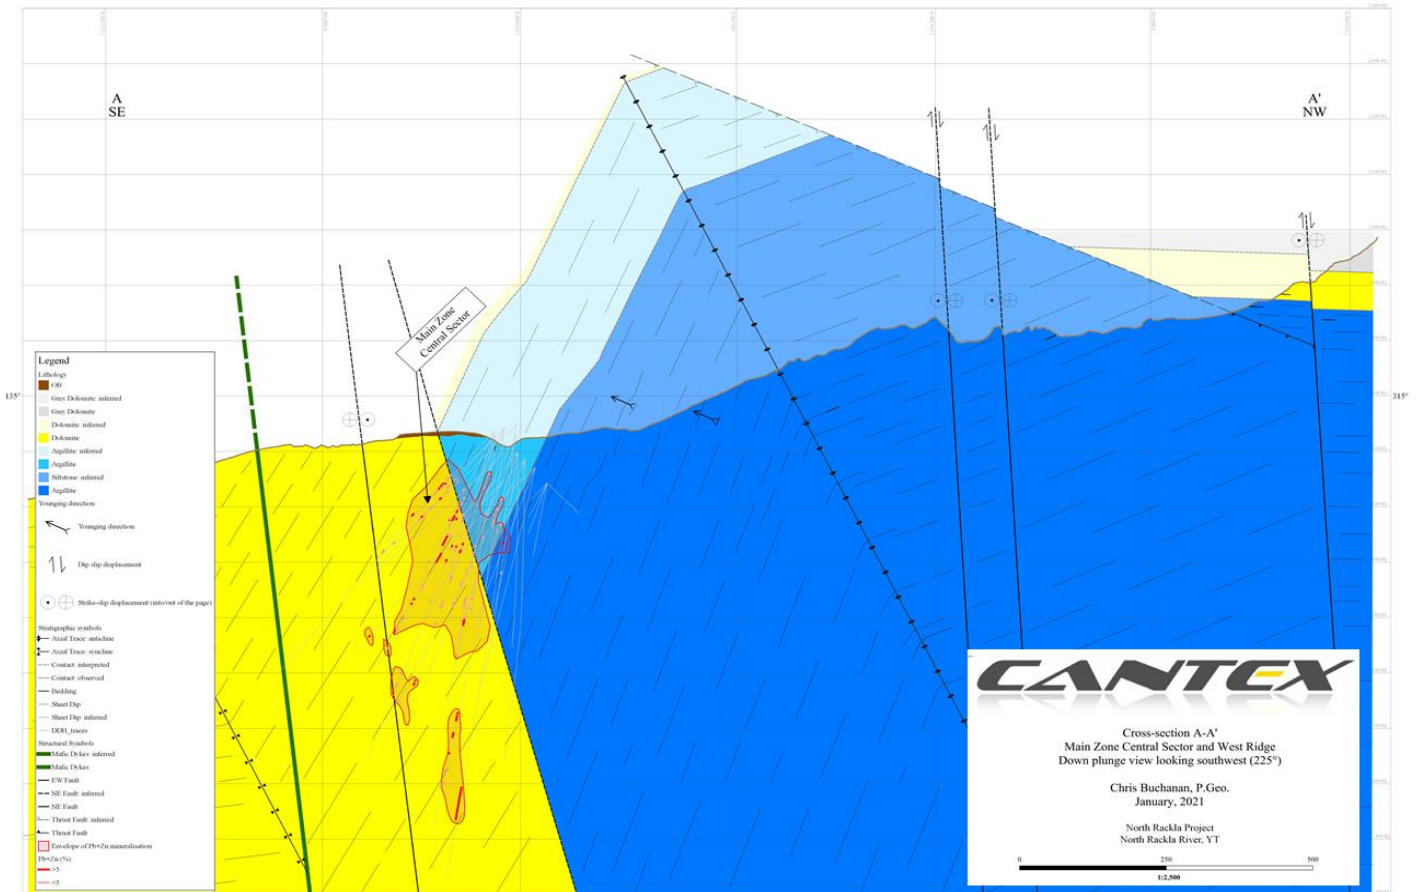 A
SE
A'
NW
Main Zone
Central Sector
135°
315°
Legend
Lithology
OB
Grey Dolomite: inferred
Grey Dolomite
Dolomite: inferred
Dolomite
Argillite: inferred
Argillite
Siltstone: inferred
Argillite
Younging direction
Younging direction
Dip slip displacement
Strike-slip displacement (into/out of the page)
Stratigraphic symbols
Axial Trace: anticline
Axial Trace: syncline
Contact: interpreted
Contact: observed
Bedding
Sheet Dip
Sheet Dip: inferred
DDH_traces
Structural Symbols
Mafic Dykes: inferred
Mafic Dykes
EW Fault
NE Fault: inferred
NE Fault
Thrust Fault: inferred
Thrust Fault
Envelope of Pb+Zn mineralisation
Pb+Zn (%)
>5
<5
CANTEX
Cross-section A-A'
Main Zone Central Sector and West Ridge
Down plunge view looking southwest (225°)
Chris Buchanan, P.Geo.
January, 2021
North Rackla Project
North Rackla River, YT
0 250 500
1:2,500